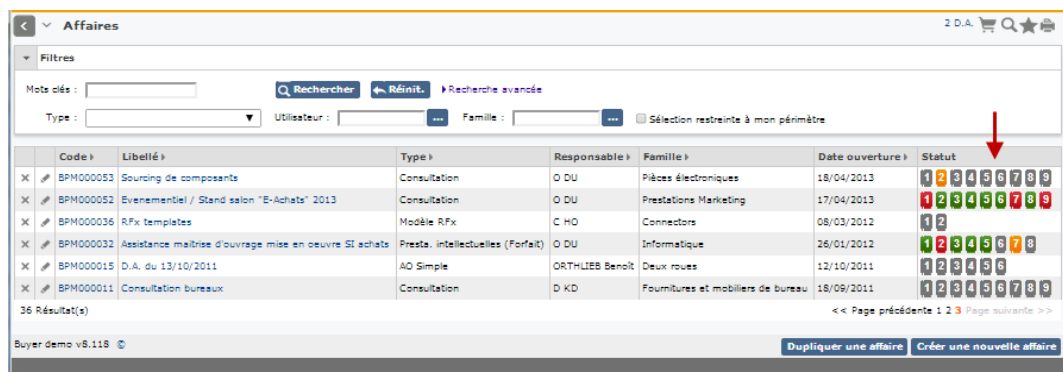 Affaires 2 D.A.
Filtres
Mots clés : Rechercher Réinit. Recherche avancée
Type : Utilisateur : ... Famille : ... Sélection restreinte à mon périmètre
Code Libellé Type Responsable Famille Date ouverture Statut
BPM000053 Sourcing de composants Consultation O DU Pièces électroniques 18/04/2013 1 2 3 4 5 6 7 8 9
BPM000052 Evenementiel / Stand salon "E-Achats" 2013 Consultation O DU Prestations Marketing 17/04/2013 1 2 3 4 5 6 7 8 9
BPM000036 RFx templates Modèle RFx C HO Connectors 08/03/2012 1 2
BPM000032 Assistance maitrise d'ouvrage mise en oeuvre SI achats Presta. intellectuelles (Forfait) O DU Informatique 26/01/2012 1 2 3 4 5 6 7 8
BPM000015 D.A. du 13/10/2011 AO Simple ORTHLIEB Benoît Deux roues 12/10/2011 1 2 3 4 5 6
BPM000011 Consultation bureaux Consultation D KD Fournitures et mobiliers de bureau 18/09/2011 1 2 3 4 5 6 7 8 9
36 Résultat(s) << Page précédente 1 2 3 Page suivante >>
Buyer demo v8.118 © Dupliquer une affaire Créer une nouvelle affaire